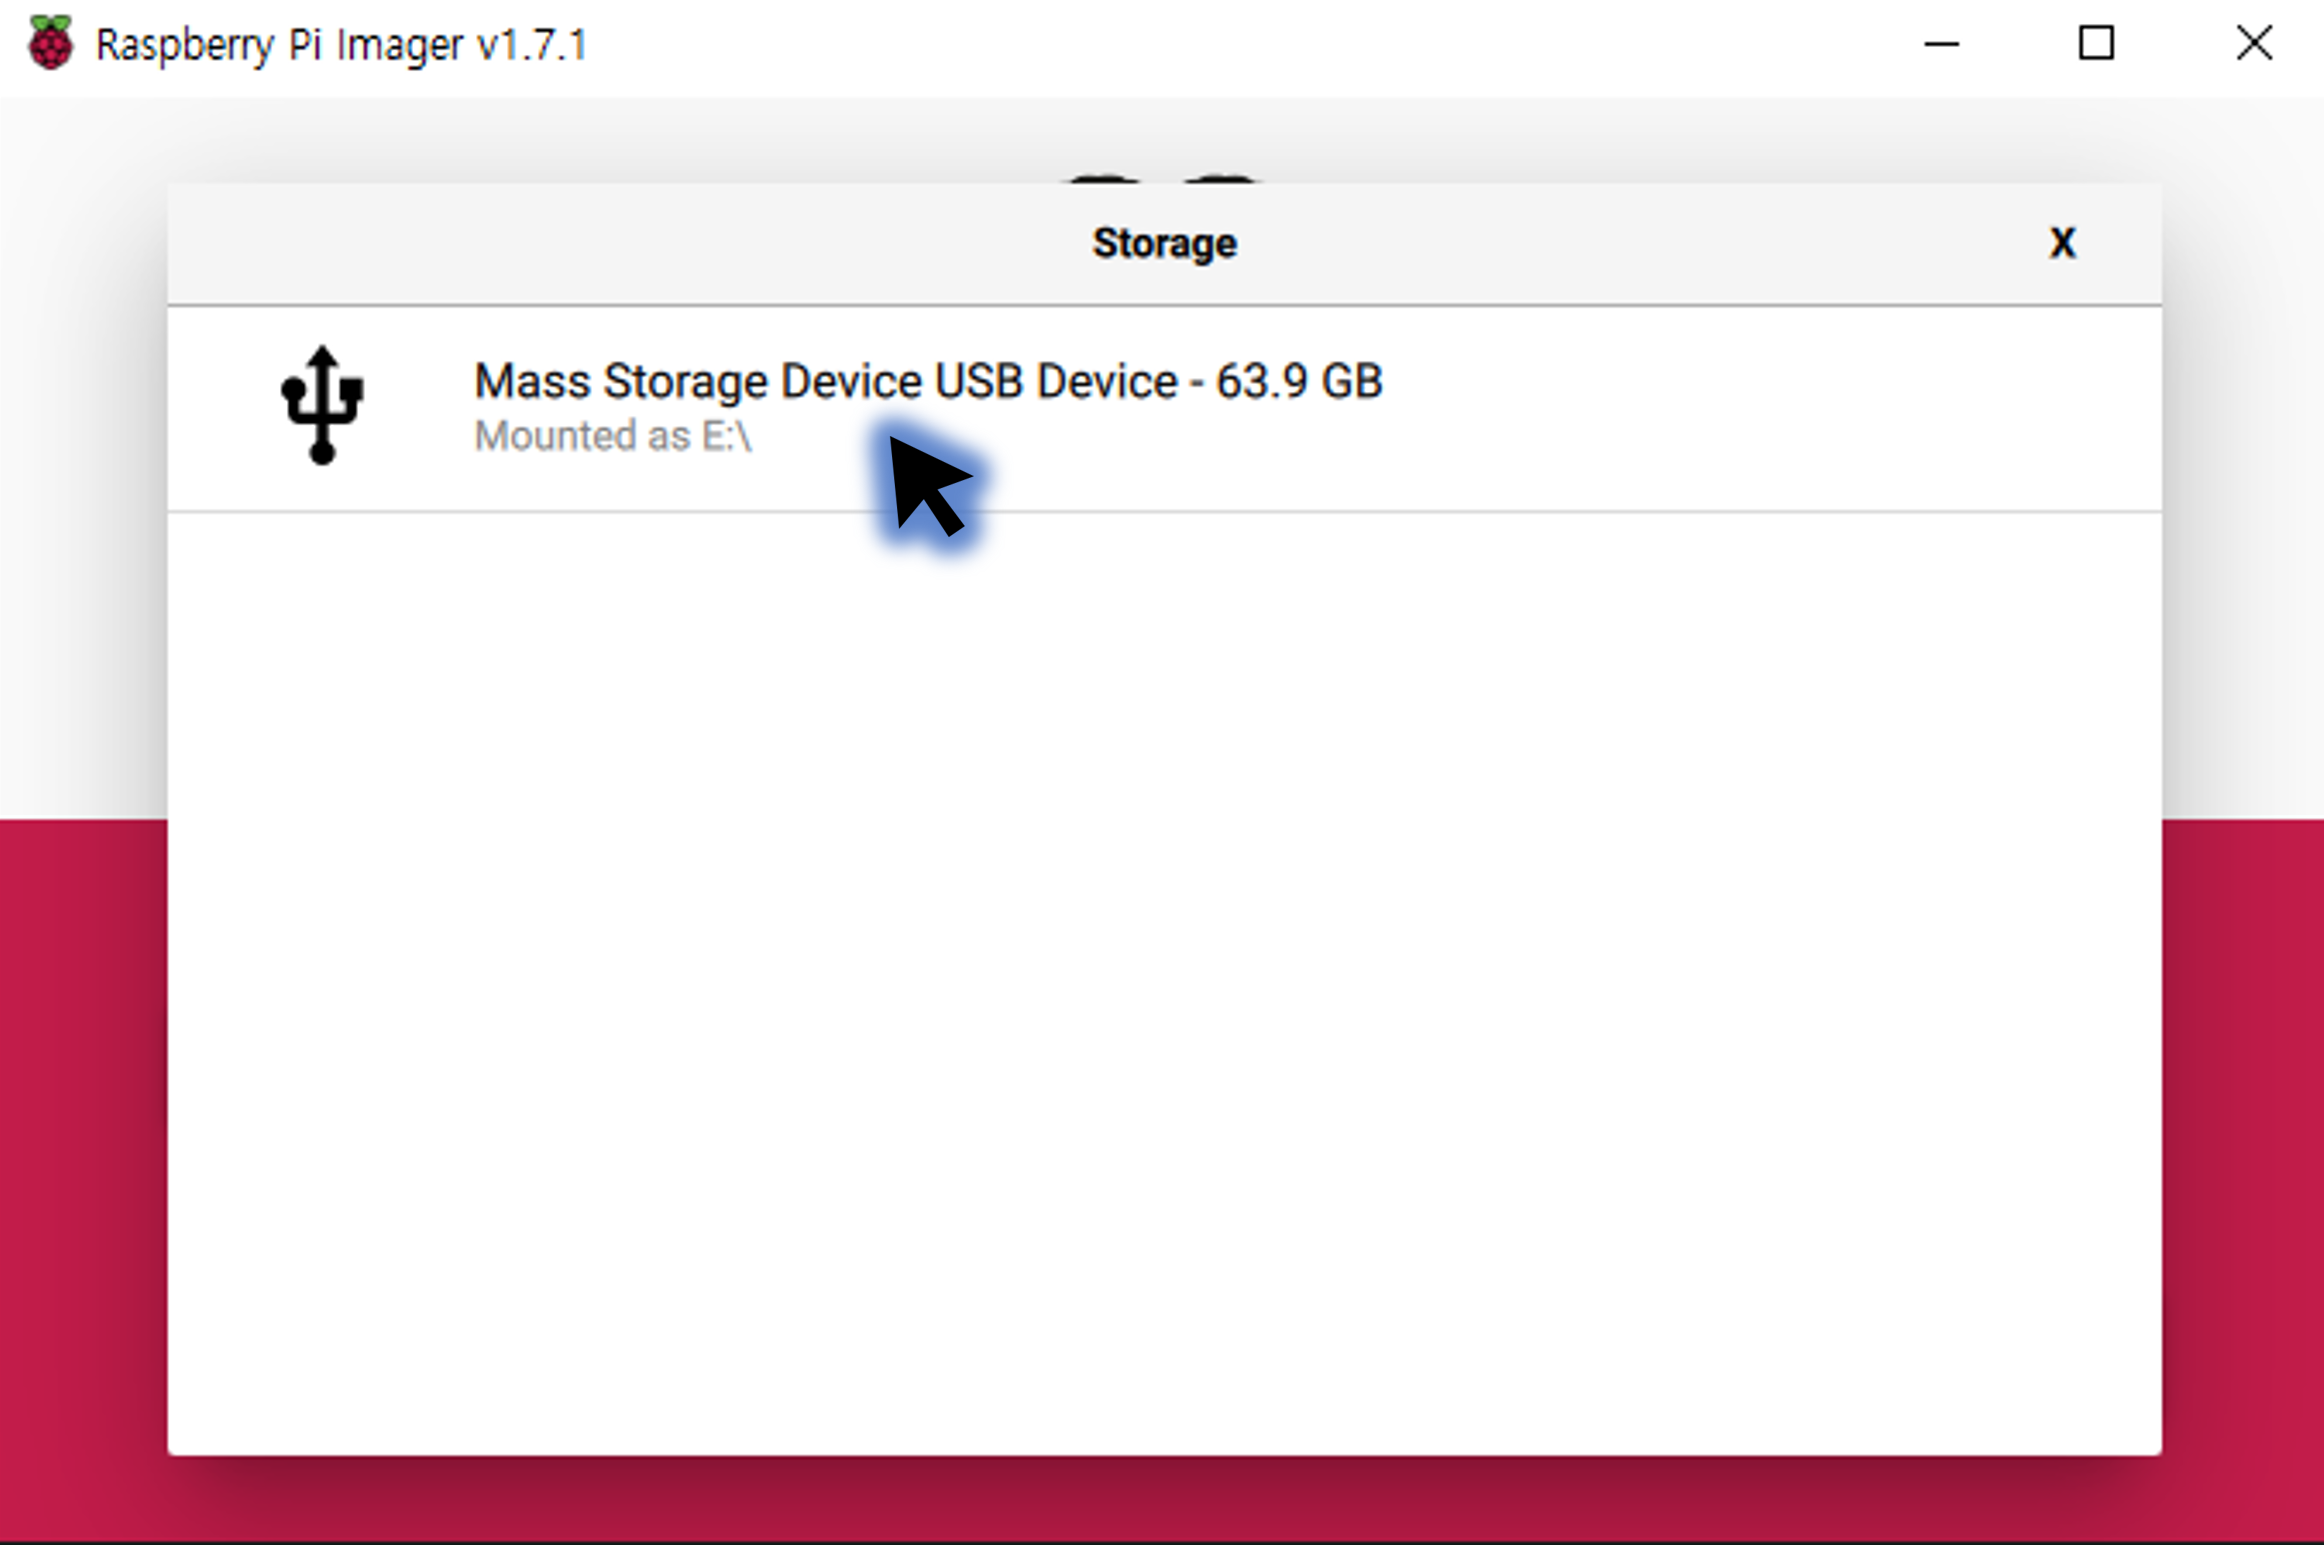 Raspberry Pi Imager v1.7.1
Storage
X
Mass Storage Device USB Device - 63.9 GB
Mounted as E:\